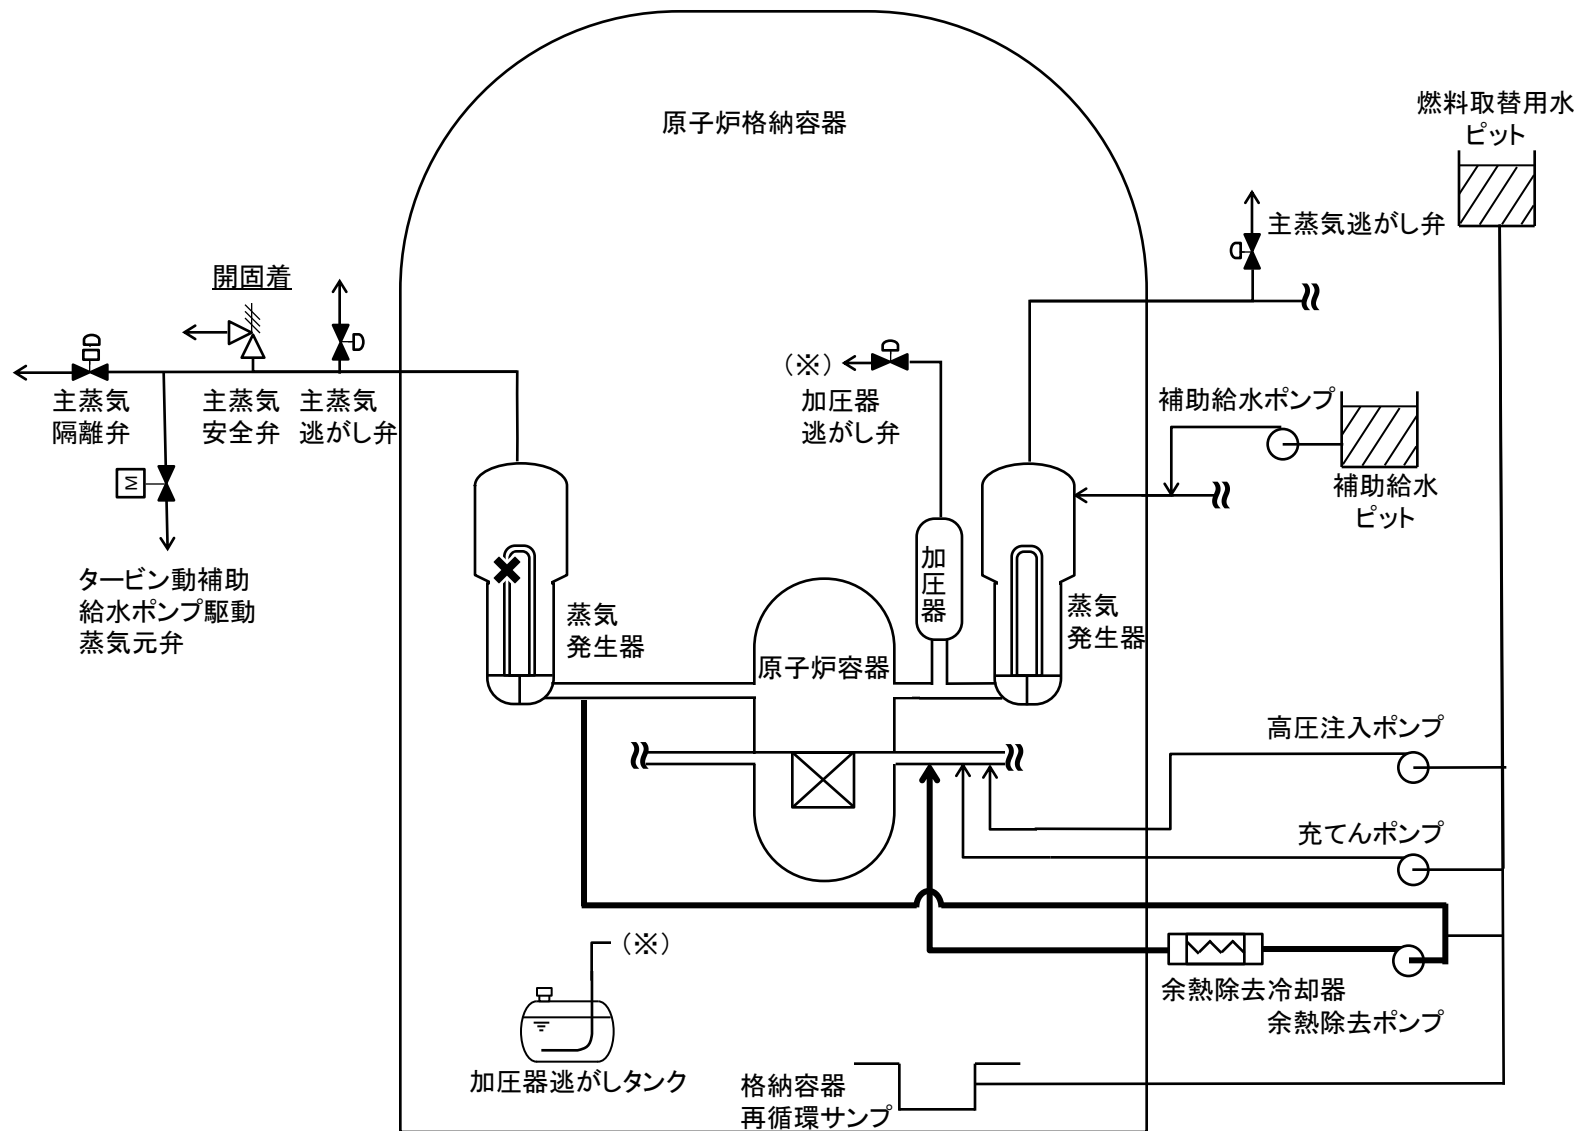 原子炉格納容器
燃料取替用水
ピット
主蒸気逃がし弁
開固着
(※)
主蒸気
隔離弁
主蒸気
安全弁
主蒸気
逃がし弁
加圧器
逃がし弁
補助給水ポンプ
補助給水
ピット
M
タービン動補助
給水ポンプ駆動
蒸気元弁
加圧器
蒸気
発生器
蒸気
発生器
原子炉容器
高圧注入ポンプ
充てんポンプ
(※)
余熱除去冷却器
余熱除去ポンプ
加圧器逃がしタンク
格納容器
再循環サンプ